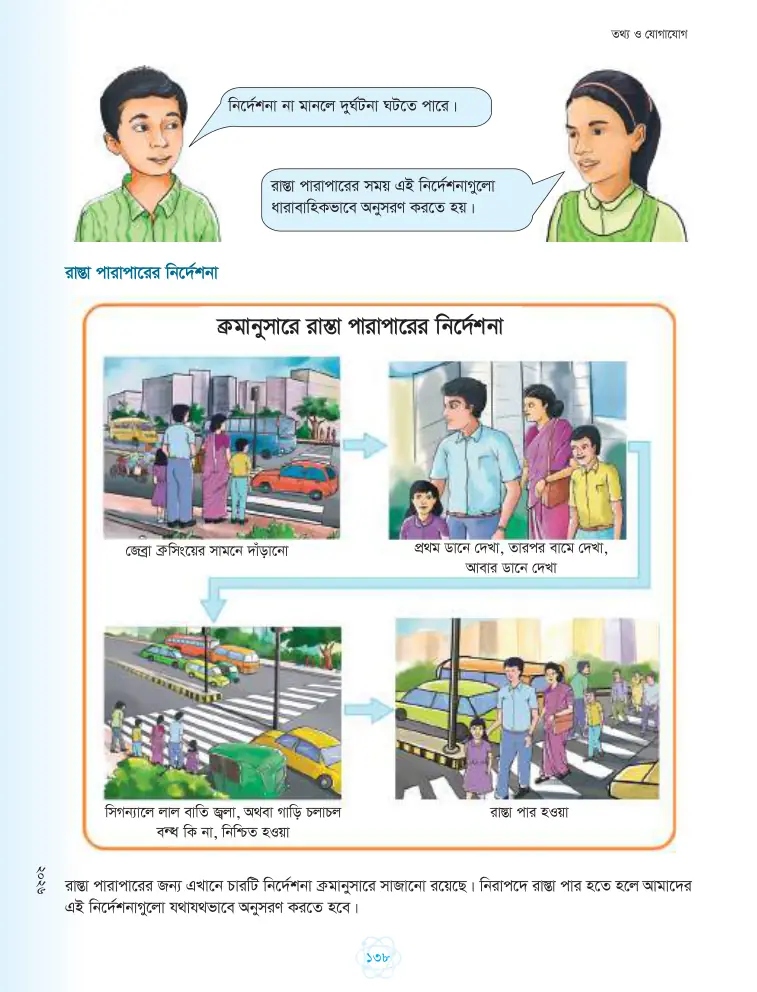 তথ্য ও যোগাযোগ
নির্দেশনা না মানলে দুর্ঘটনা ঘটতে পারে।
রাস্তা পারাপারের সময় এই নির্দেশনাগুলো
ধারাবাহিকভাবে অনুসরণ করতে হয়।
রাস্তা পারাপারের নির্দেশনা
ক্রমানুসারে রাস্তা পারাপারের নির্দেশনা
জেব্রা ক্রসিংয়ের সামনে দাঁড়ানো
প্রথম ডানে দেখা, তারপর বামে দেখা,
আবার ডানে দেখা
সিগন্যালে লাল বাতি জ্বলা, অথবা গাড়ি চলাচল
বন্ধ কি না, নিশ্চিত হওয়া
রাস্তা পার হওয়া
রাস্তা পারাপারের জন্য এখানে চারটি নির্দেশনা ক্রমানুসারে সাজানো রয়েছে। নিরাপদে রাস্তা পার হতে হলে আমাদের
এই নির্দেশনাগুলো যথাযথভাবে অনুসরণ করতে হবে।
২০২৫
১৩৮